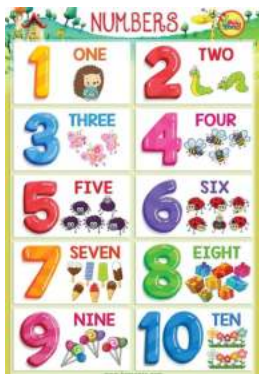 NUMBERS
1 ONE
2 TWO
3 THREE
4 FOUR
5 FIVE
6 SIX
7 SEVEN
8 EIGHT
9 NINE
10 TEN